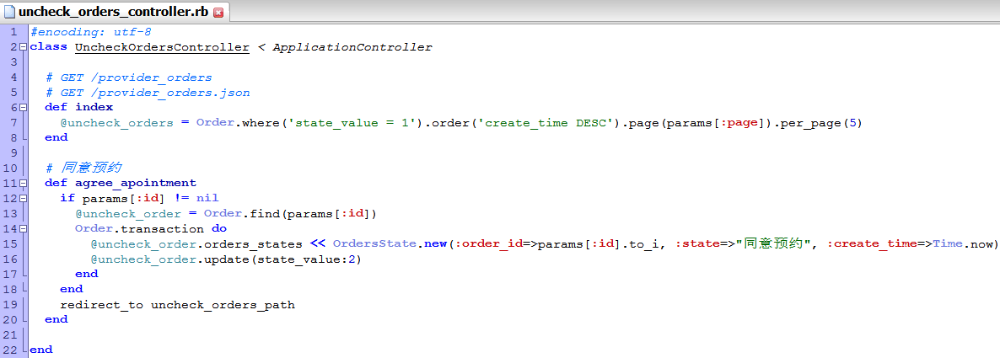 uncheck_orders_controller.rb
1 #encoding: utf-8
2 class UncheckOrdersController < ApplicationController
3
4   # GET /provider_orders
5   # GET /provider_orders.json
6   def index
7     @uncheck_orders = Order.where('state_value = 1').order('create_time DESC').page(params[:page]).per_page(5)
8   end
9
10   # 同意预约
11   def agree_apointment
12     if params[:id] != nil
13       @uncheck_order = Order.find(params[:id])
14       Order.transaction do
15         @uncheck_order.orders_states << OrdersState.new(:order_id=>params[:id].to_i, :state=>"同意预约", :create_time=>Time.now)
16         @uncheck_order.update(state_value:2)
17       end
18     end
19     redirect_to uncheck_orders_path
20   end
21
22 end